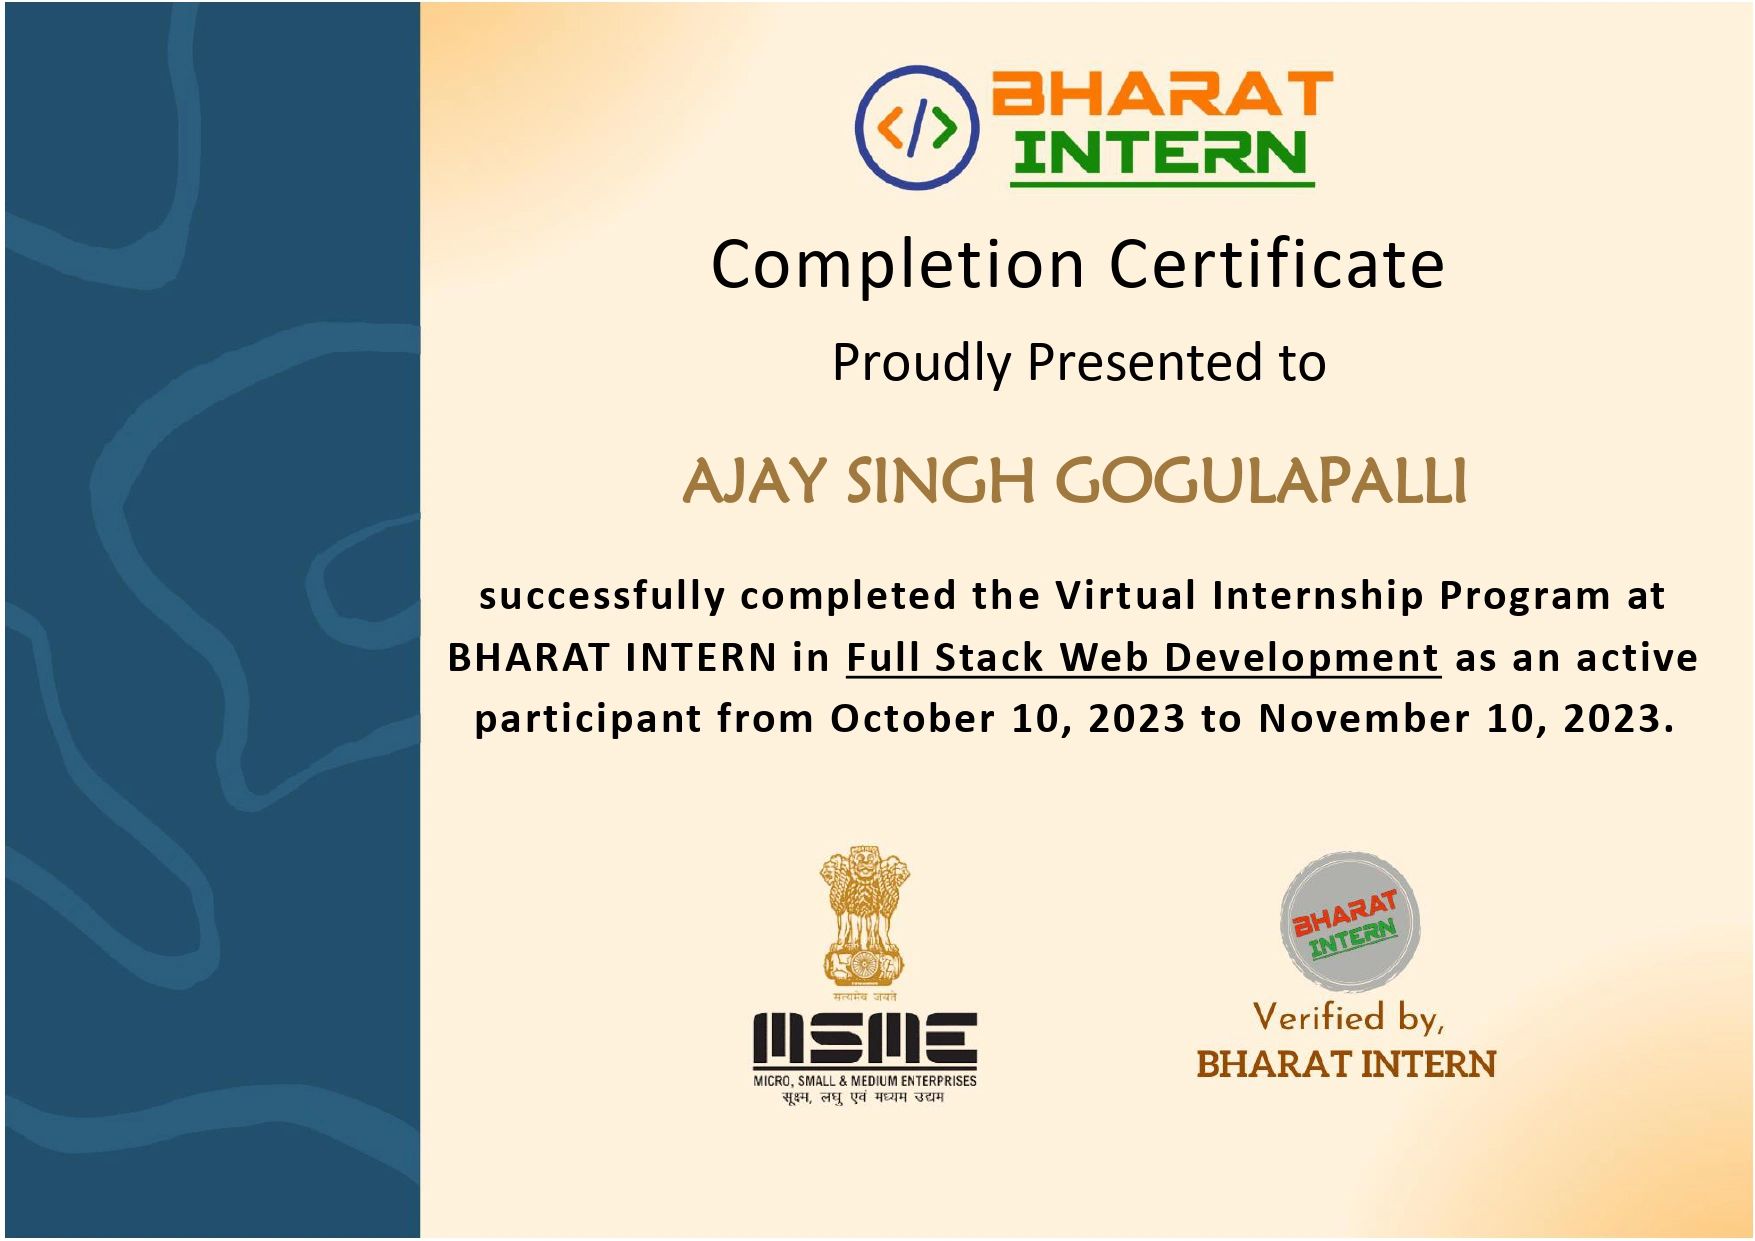 </>
BHARAT
INTERN
Completion Certificate
Proudly Presented to
AJAY SINGH GOGULAPALLI
successfully completed the Virtual Internship Program at
BHARAT INTERN in Full Stack Web Development as an active
participant from October 10, 2023 to November 10, 2023.
सत्यमेव जयते
MSME
MICRO, SMALL & MEDIUM ENTERPRISES
सूक्ष्म, लघु एवं मध्यम उद्यम
BHARAT
INTERN
Verified by,
BHARAT INTERN